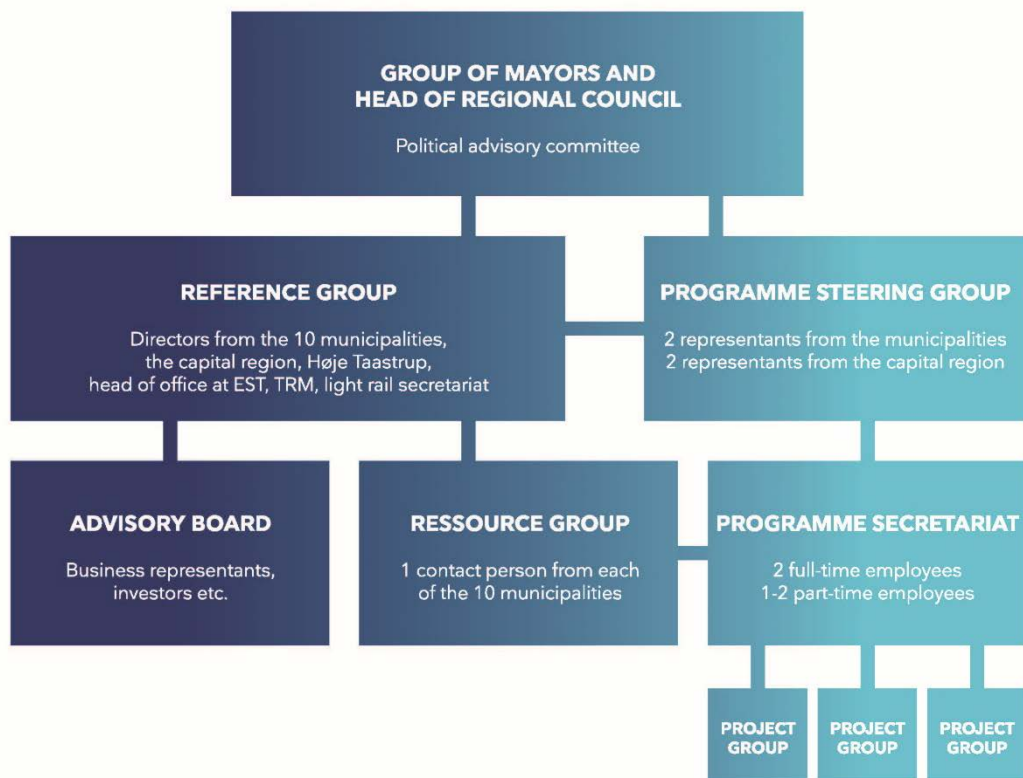 GROUP OF MAYORS AND
HEAD OF REGIONAL COUNCIL
Political advisory committee
REFERENCE GROUP
Directors from the 10 municipalities,
the capital region, Høje Taastrup,
head of office at EST, TRM, light rail secretariat
PROGRAMME STEERING GROUP
2 representants from the municipalities
2 representants from the capital region
ADVISORY BOARD
Business representants,
investors etc.
RESSOURCE GROUP
1 contact person from each
of the 10 municipalities
PROGRAMME SECRETARIAT
2 full-time employees
1-2 part-time employees
PROJECT
GROUP
PROJECT
GROUP
PROJECT
GROUP